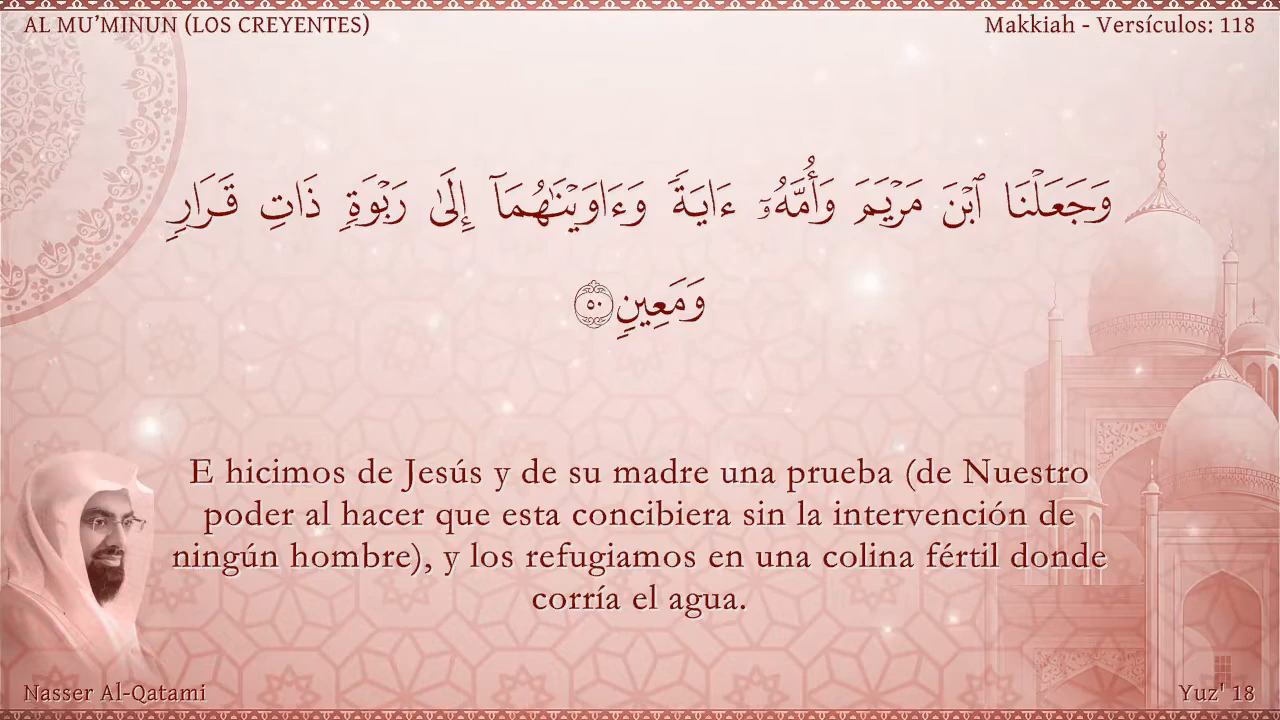 AL MU’MINUN (LOS CREYENTES)
Makkiah - Versículos: 118
وَجَعَلْنَا ٱبْنَ مَرْيَمَ وَأُمَّهُۥٓ ءَايَةً وَءَاوَيْنَـٰهُمَآ إِلَىٰ رَبْوَةٍ ذَاتِ قَرَارٍ
وَمَعِينٍ ٥٠
E hicimos de Jesús y de su madre una prueba (de Nuestro
poder al hacer que esta concibiera sin la intervención de
ningún hombre), y los refugiamos en una colina fértil donde
corría el agua.
Nasser Al-Qatami
Yuz' 18